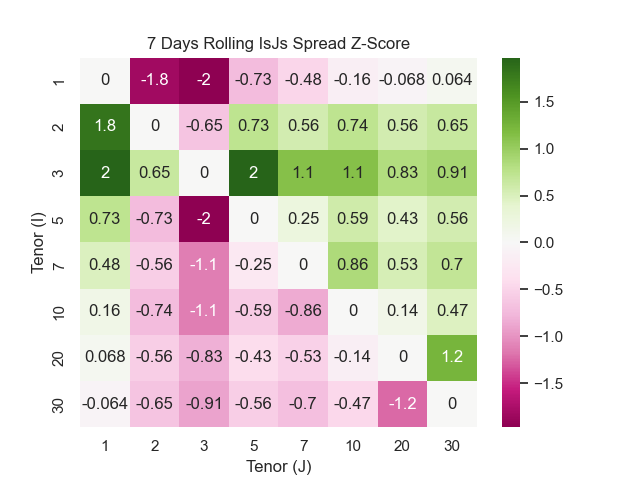 7 Days Rolling IsJs Spread Z-Score
Tenor (I)
1 0 -1.8 -2 -0.73 -0.48 -0.16 -0.068 0.064
2 1.8 0 -0.65 0.73 0.56 0.74 0.56 0.65
3 2 0.65 0 2 1.1 1.1 0.83 0.91
5 0.73 -0.73 -2 0 0.25 0.59 0.43 0.56
7 0.48 -0.56 -1.1 -0.25 0 0.86 0.53 0.7
10 0.16 -0.74 -1.1 -0.59 -0.86 0 0.14 0.47
20 0.068 -0.56 -0.83 -0.43 -0.53 -0.14 0 1.2
30 -0.064 -0.65 -0.91 -0.56 -0.7 -0.47 -1.2 0
1 2 3 5 7 10 20 30
Tenor (J)
1.5
1.0
0.5
0.0
−0.5
−1.0
−1.5